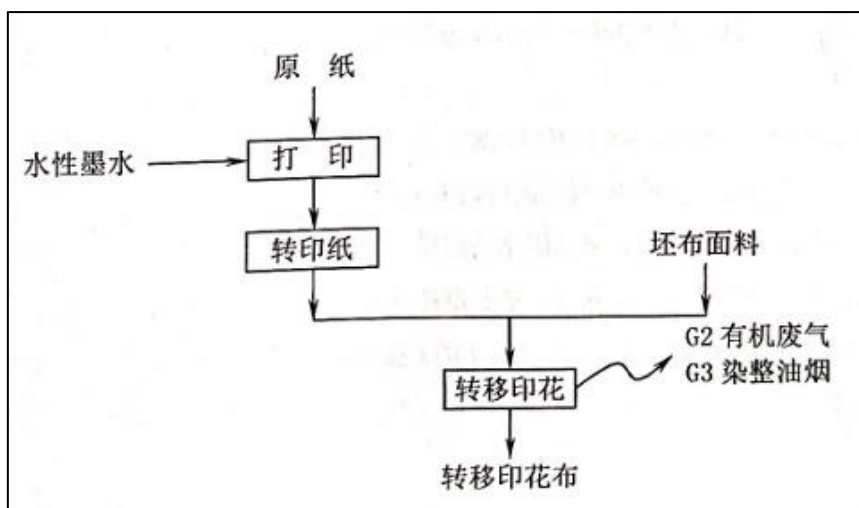 原 纸
水性墨水
打 印
转印纸
坯布面料
G2 有机废气
G3 染整油烟
转移印花
转移印花布